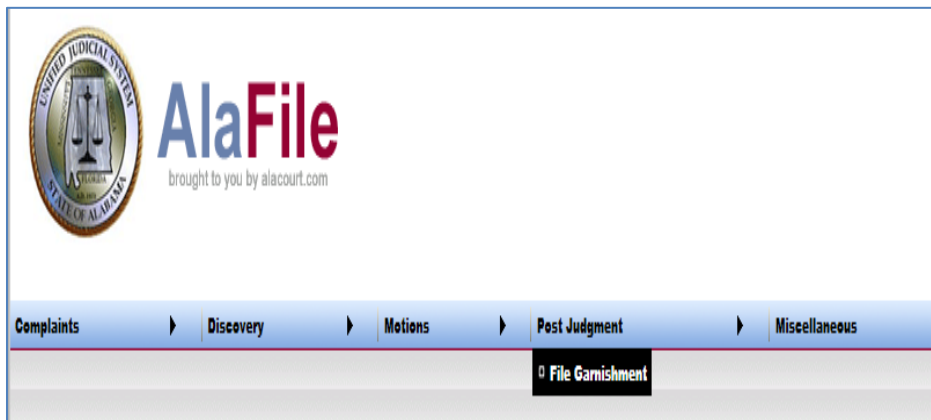 UNIFIED JUDICIAL SYSTEM
STATE OF ALABAMA
AlaFile
brought to you by alacourt.com
Complaints Discovery Motions Post Judgment Miscellaneous
File Garnishment